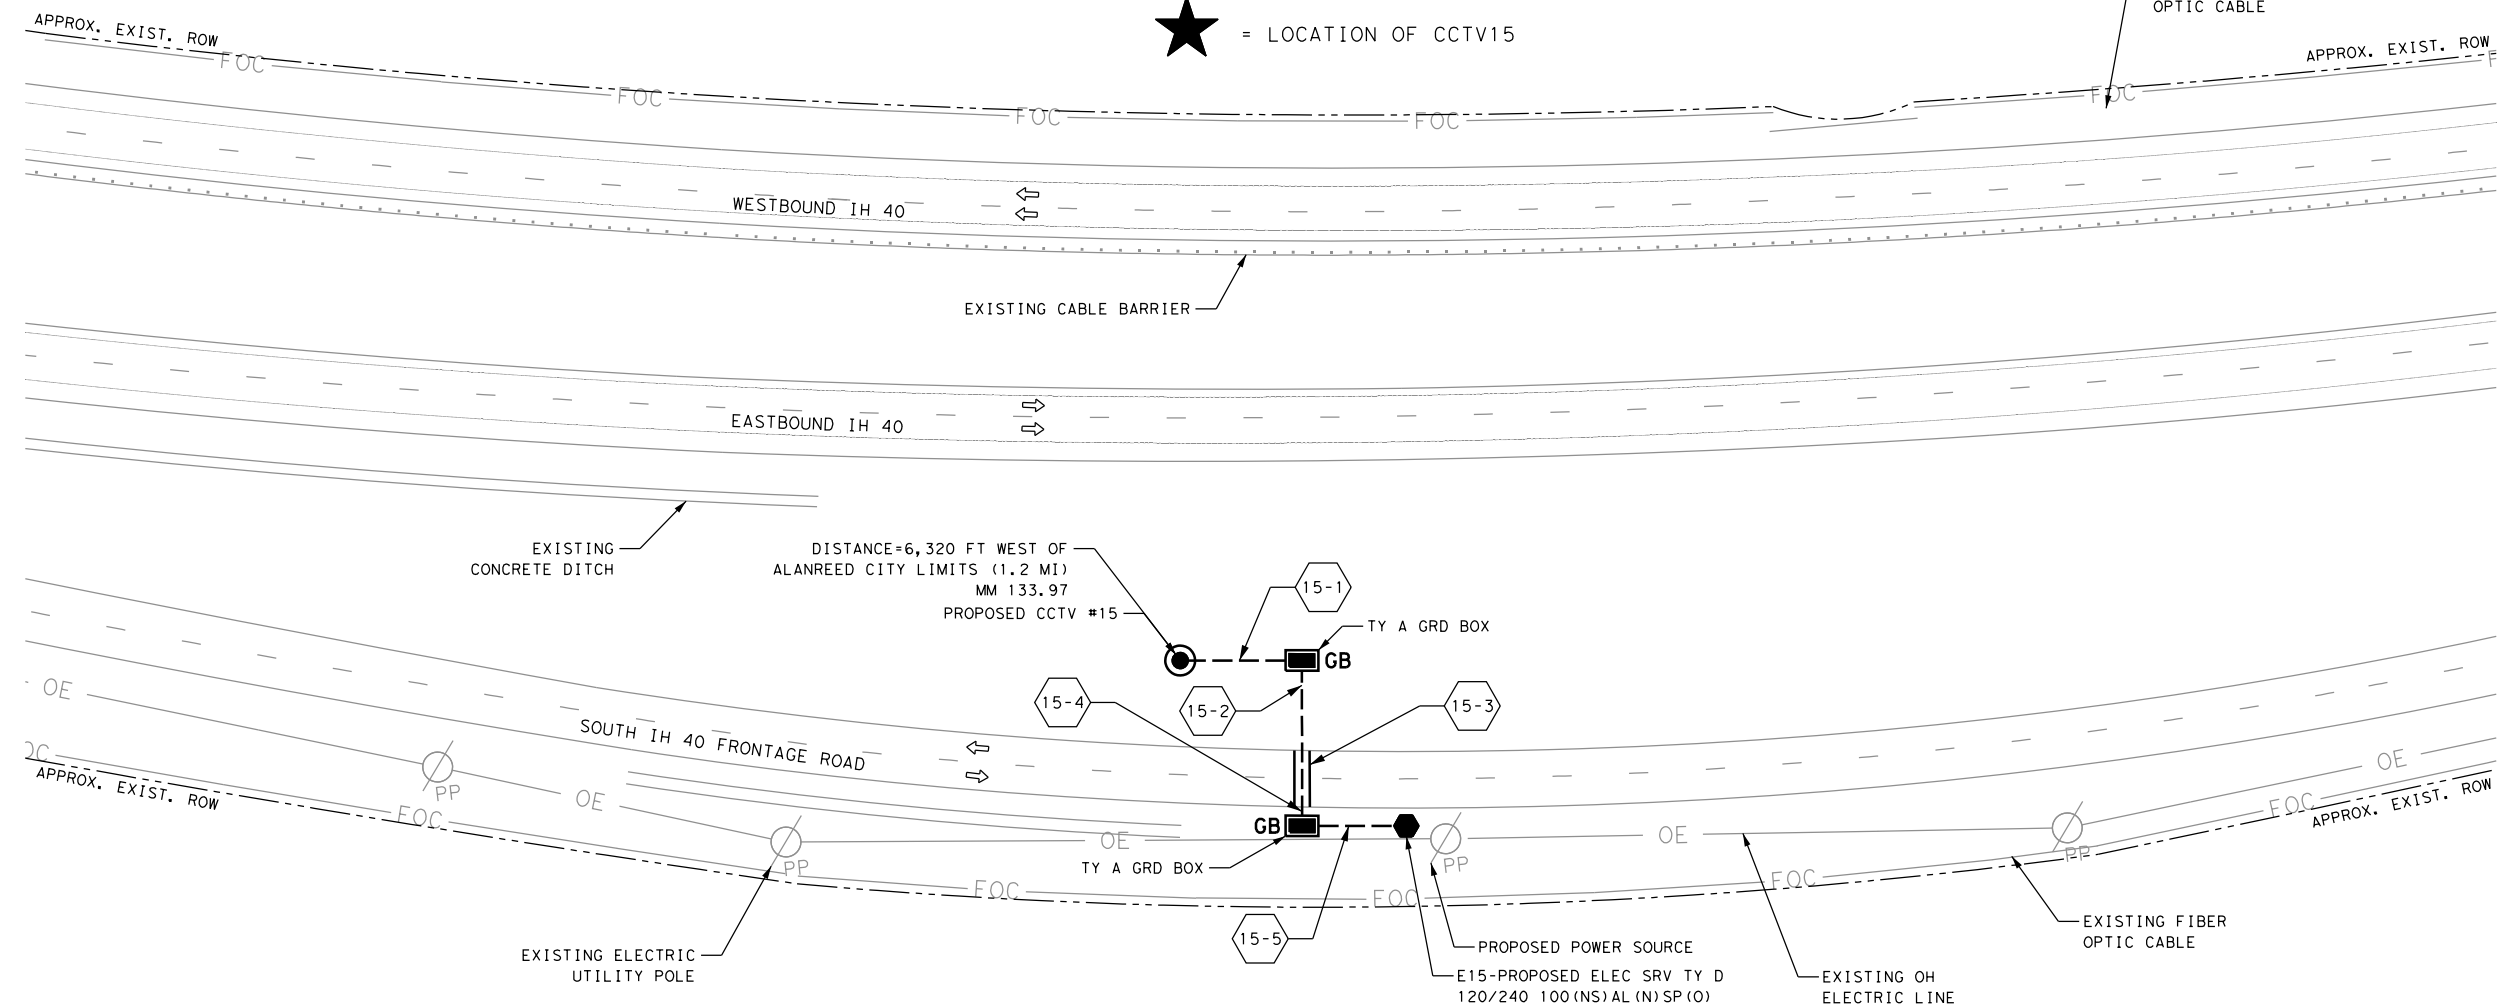 OPTIC CABLE
APPROX. EXIST. ROW
= LOCATION OF CCTV15
APPROX. EXIST. ROW
FOC
FOC
FOC
FOC
FOC
F
WESTBOUND IH 40
EXISTING CABLE BARRIER
EASTBOUND IH 40
EXISTING
CONCRETE DITCH
DISTANCE=6,320 FT WEST OF
ALANREED CITY LIMITS (1.2 MI)
MM 133.97
PROPOSED CCTV #15
15-1
TY A GRD BOX
GB
15-4
15-2
15-3
OE
SOUTH IH 40 FRONTAGE ROAD
OC
APPROX. EXIST. ROW
PP
OE
FOC
OE
PP
OE
GB
TY A GRD BOX
PP
OE
PP
FOC
APPROX. EXIST. ROW
FOC
FOC
FOC
15-5
EXISTING ELECTRIC
UTILITY POLE
PROPOSED POWER SOURCE
E15-PROPOSED ELEC SRV TY D
120/240 100(NS)AL(N)SP(O)
EXISTING OH
ELECTRIC LINE
EXISTING FIBER
OPTIC CABLE